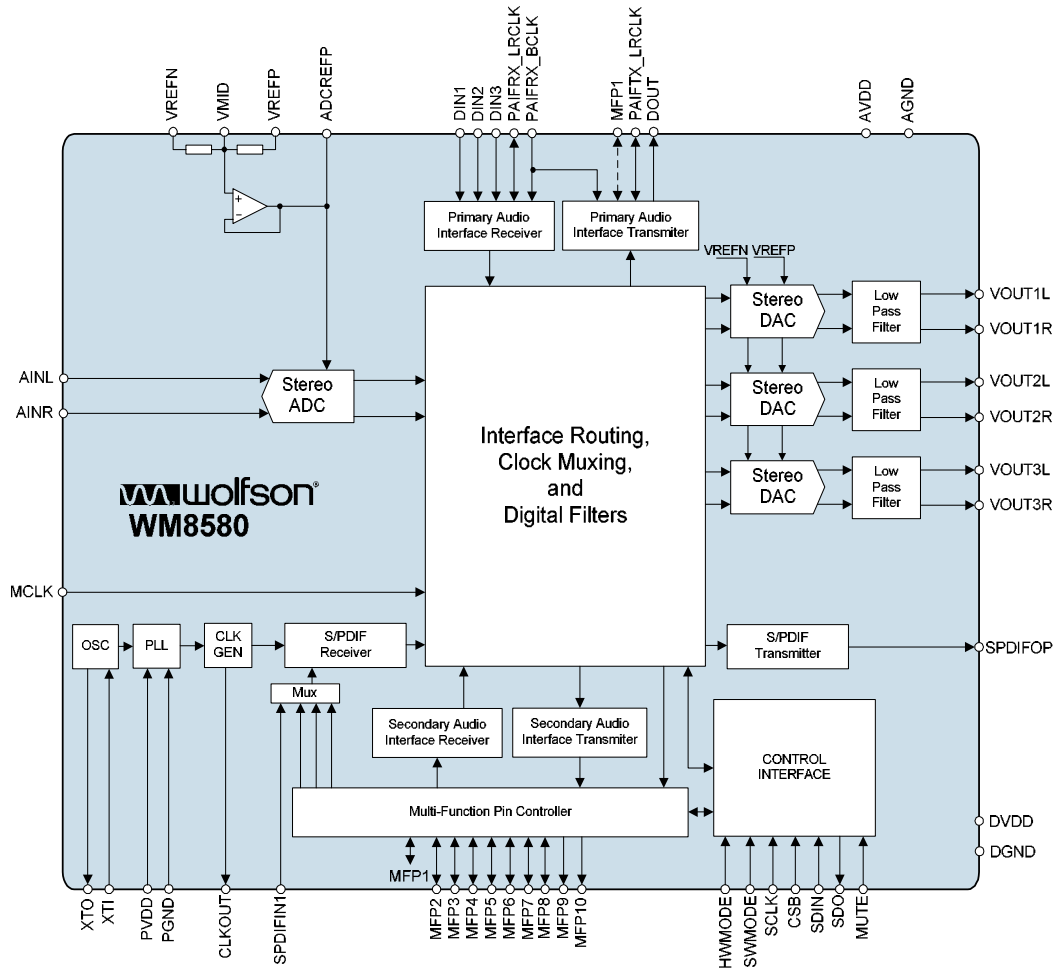 VREFN
VMID
VREFP
ADCREFP
DIN1
DIN2
DIN3
PAIFRX_LRCLK
PAIFRX_BCLK
MFP1
PAIFTX_LRCLK
DOUT
AVDD
AGND
+
−
Primary Audio
Interface Receiver
Primary Audio
Interface Transmiter
VREFN VREFP
Stereo
DAC
Low
Pass
Filter
VOUT1L
VOUT1R
AINL
AINR
Stereo
ADC
Stereo
DAC
Low
Pass
Filter
VOUT2L
VOUT2R
Interface Routing,
Clock Muxing,
and
Digital Filters
Stereo
DAC
Low
Pass
Filter
VOUT3L
VOUT3R
wolfson®
WM8580
MCLK
OSC
PLL
CLK
GEN
S/PDIF
Receiver
Mux
S/PDIF
Transmitter
SPDIFOP
Secondary Audio
Interface Receiver
Secondary Audio
Interface Transmiter
CONTROL
INTERFACE
Multi-Function Pin Controller
DVDD
DGND
MFP1
XTO
XTI
PVDD
PGND
CLKOUT
SPDIFIN1
MFP2
MFP3
MFP4
MFP5
MFP6
MFP7
MFP8
MFP9
MFP10
HWMODE
SWMODE
SCLK
CSB
SDIN
SDO
MUTE